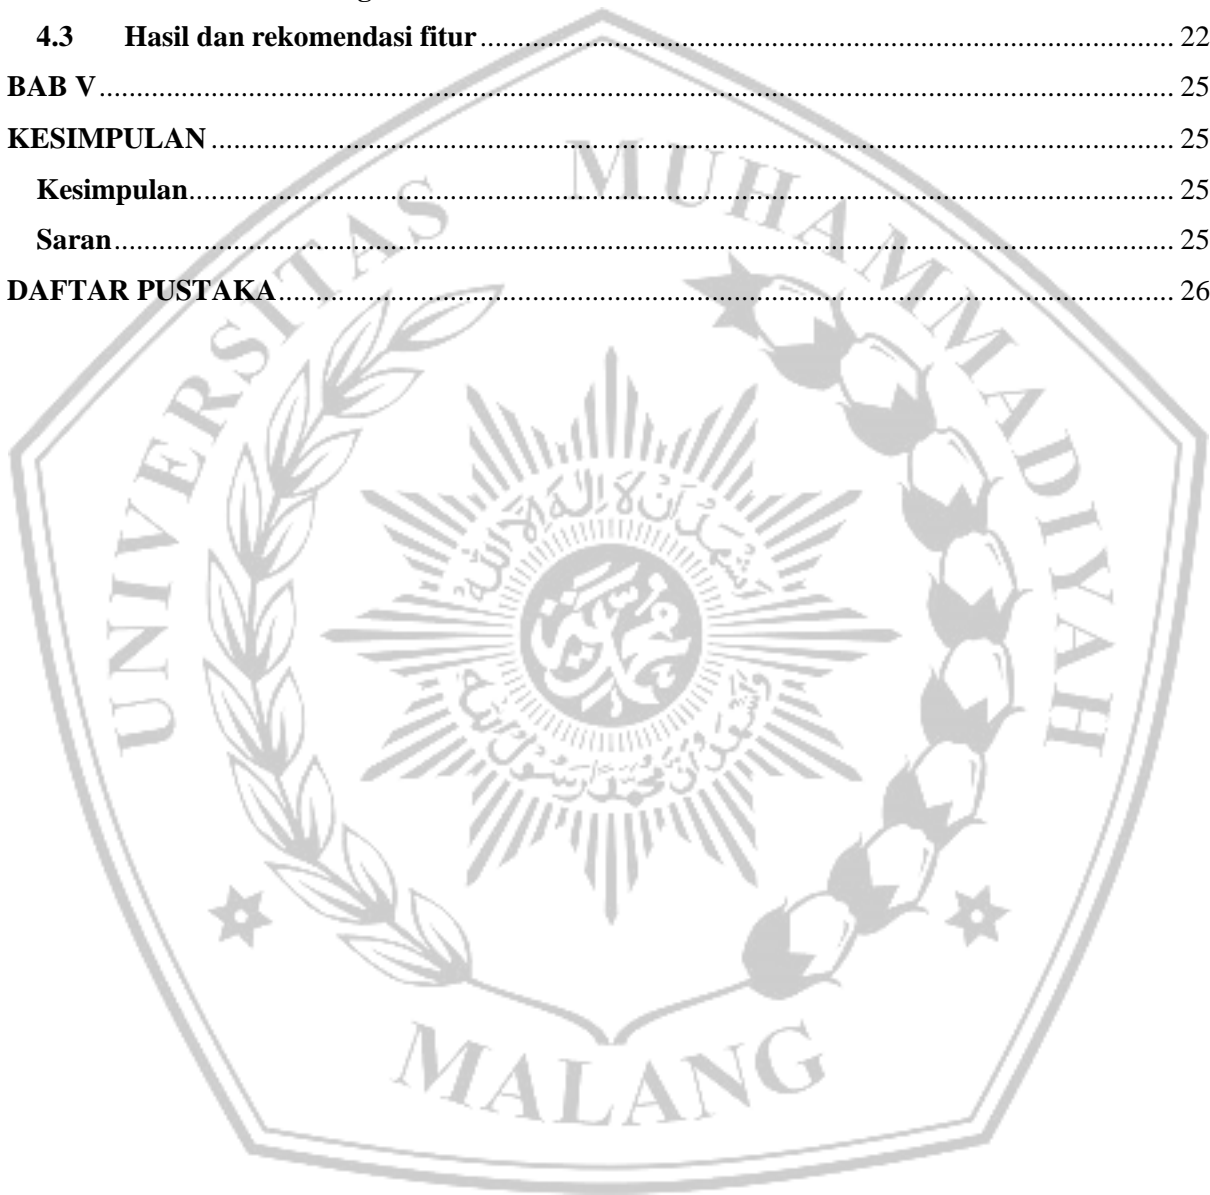 4.3 Hasil dan rekomendasi fitur 22
BAB V 25
KESIMPULAN 25
Kesimpulan 25
Saran 25
DAFTAR PUSTAKA 26
UNIVERSITAS MUHAMMADIYAH
MALANG